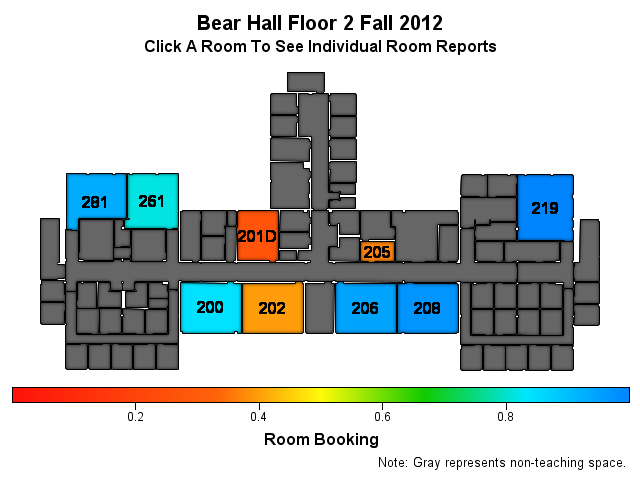 Bear Hall Floor 2 Fall 2012
Click A Room To See Individual Room Reports
281
261
219
201D
205
200
202
206
208
0.2
0.4
0.6
0.8
Room Booking
Note: Gray represents non-teaching space.